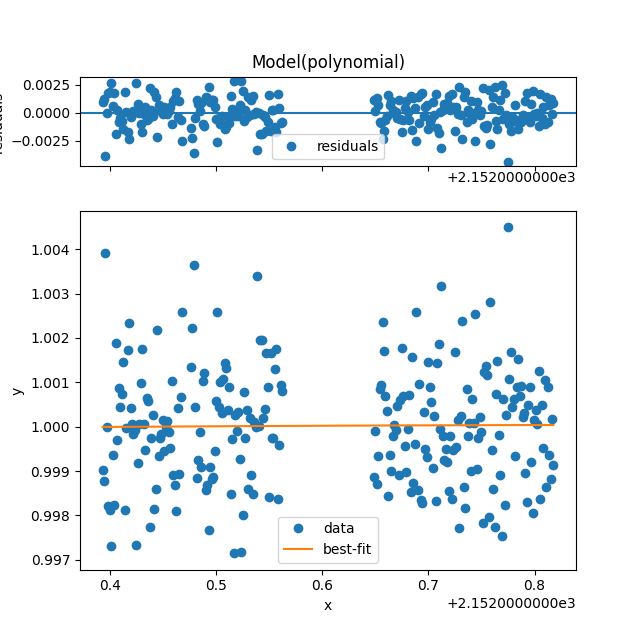 Model(polynomial)
0.0025
0.0000
−0.0025
residuals
residuals
+2.1520000000e3
1.004
1.003
1.002
1.001
1.000
0.999
0.998
0.997
y
data
best-fit
0.4
0.5
0.6
0.7
0.8
x
+2.1520000000e3